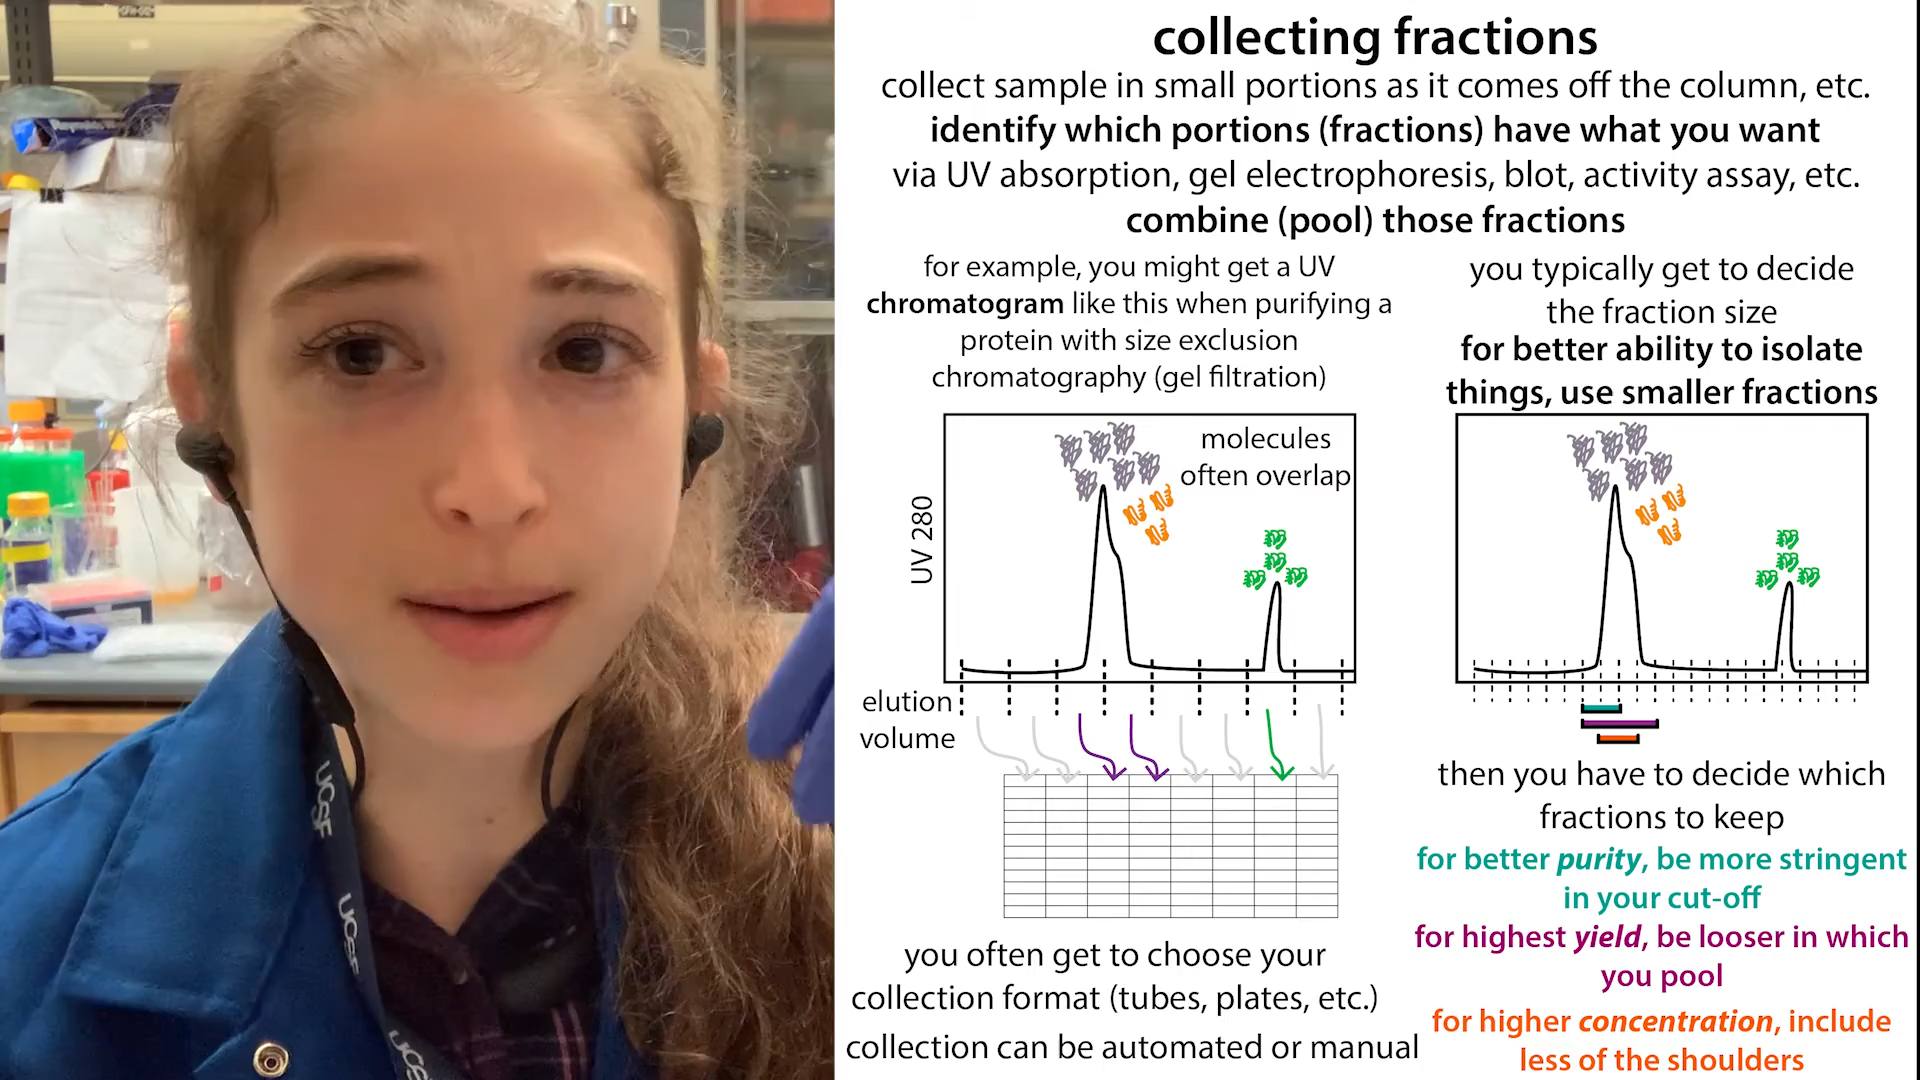 collecting fractions
collect sample in small portions as it comes off the column, etc.
identify which portions (fractions) have what you want
via UV absorption, gel electrophoresis, blot, activity assay, etc.
combine (pool) those fractions
for example, you might get a UV
chromatogram like this when purifying a
protein with size exclusion
chromatography (gel filtration)
you typically get to decide
the fraction size
for better ability to isolate
things, use smaller fractions
molecules
often overlap
UV 280
elution
volume
you often get to choose your
collection format (tubes, plates, etc.)
collection can be automated or manual
then you have to decide which
fractions to keep
for better purity, be more stringent
in your cut-off
for highest yield, be looser in which
you pool
for higher concentration, include
less of the shoulders
UCSF
UCSF
UCSF